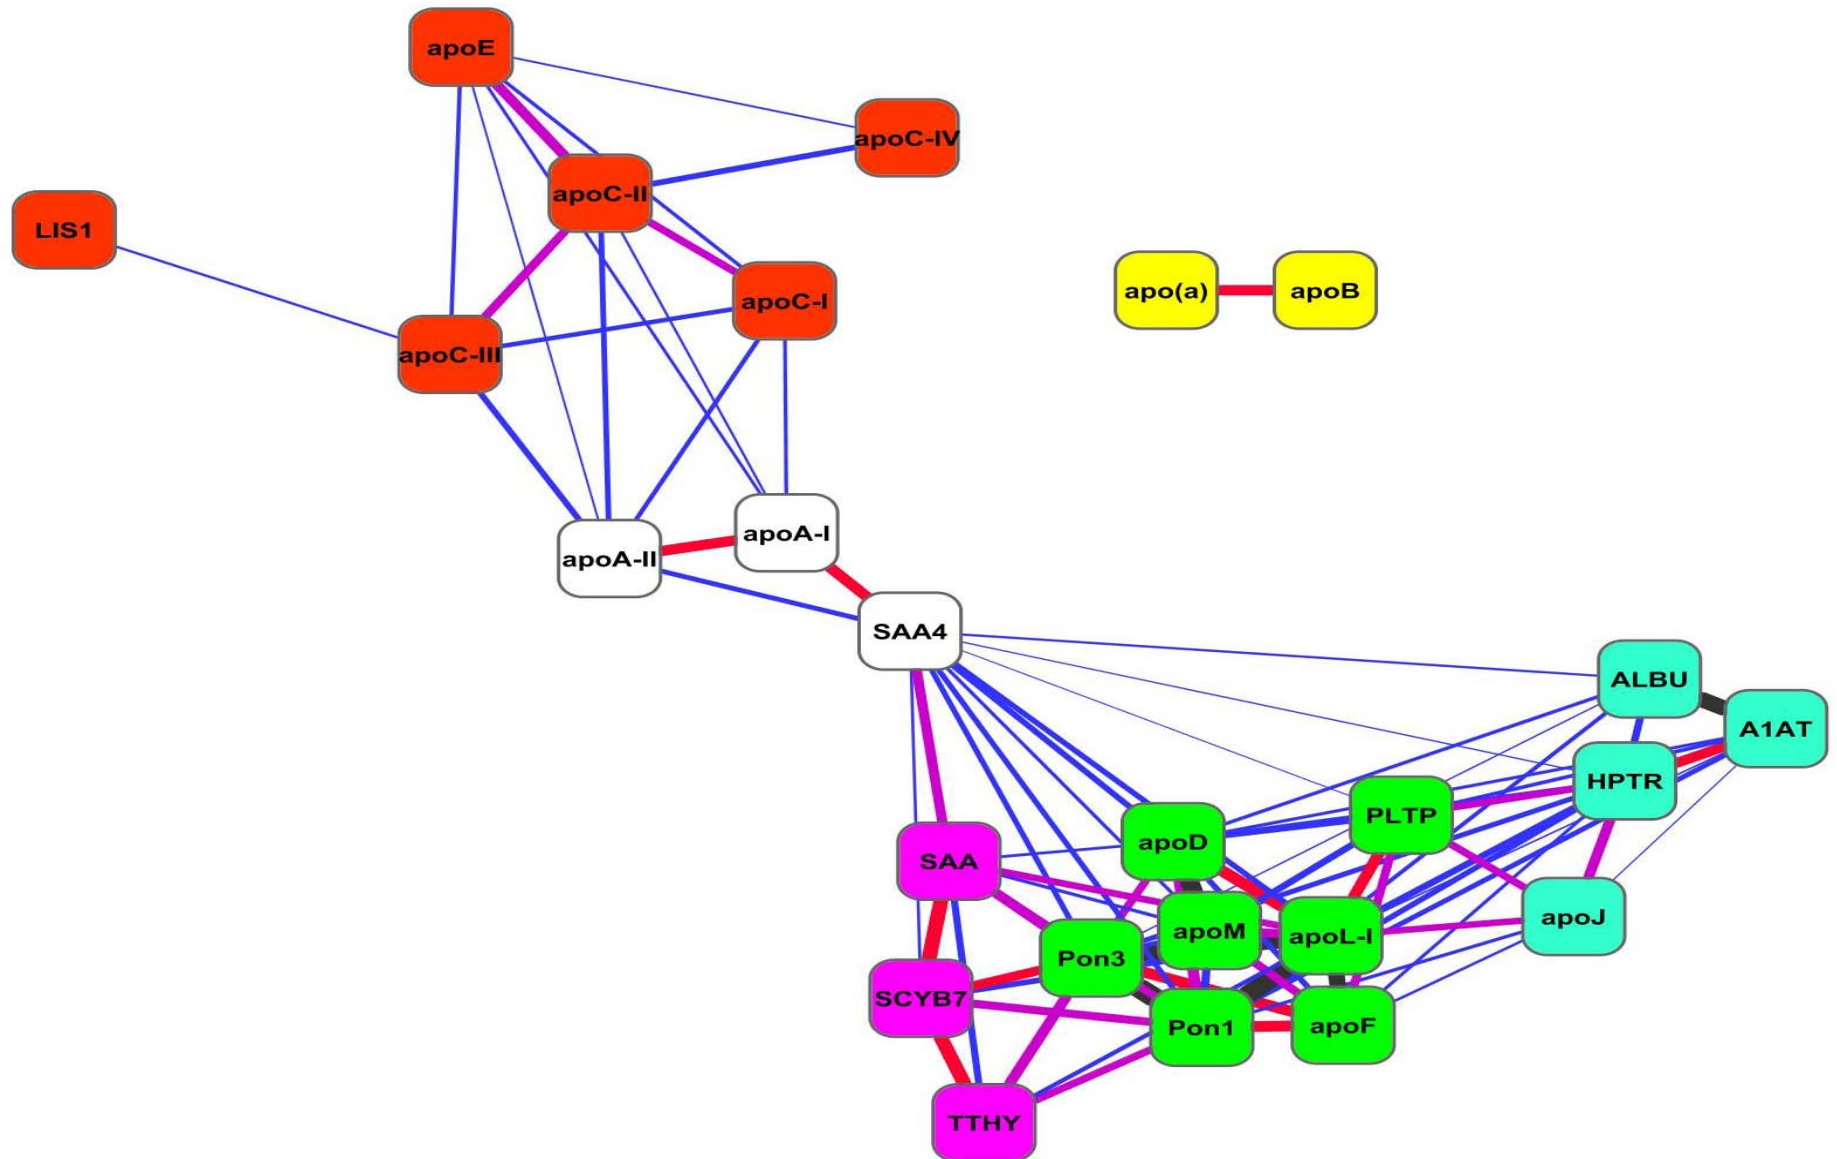 apoE
apoC-IV
apoC-II
LIS1
apoC-I
apo(a)
apoB
apoC-III
apoA-I
apoA-II
SAA4
ALBU
A1AT
HPTR
PLTP
apoD
SAA
apoJ
apoM
apoL-I
Pon3
SCYB7
Pon1
apoF
TTHY